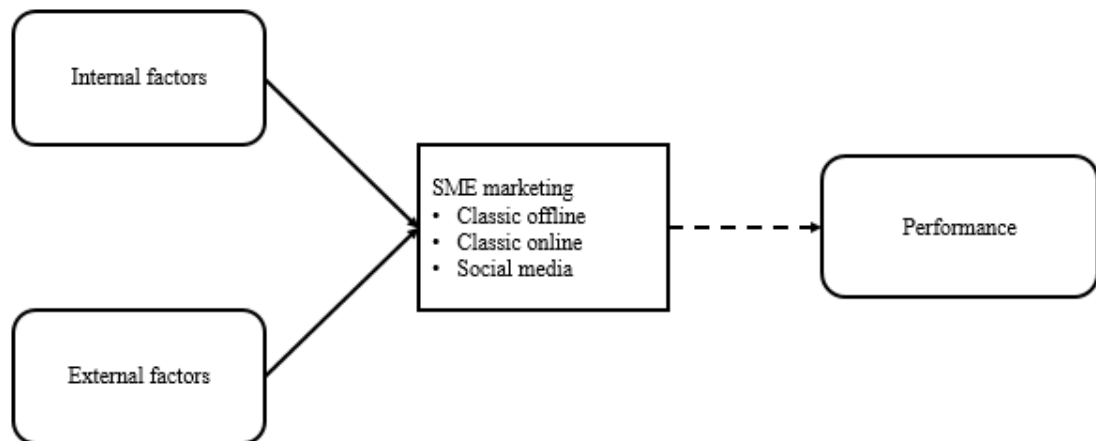 Internal factors
SME marketing
• Classic offline
• Classic online
• Social media
Performance
External factors